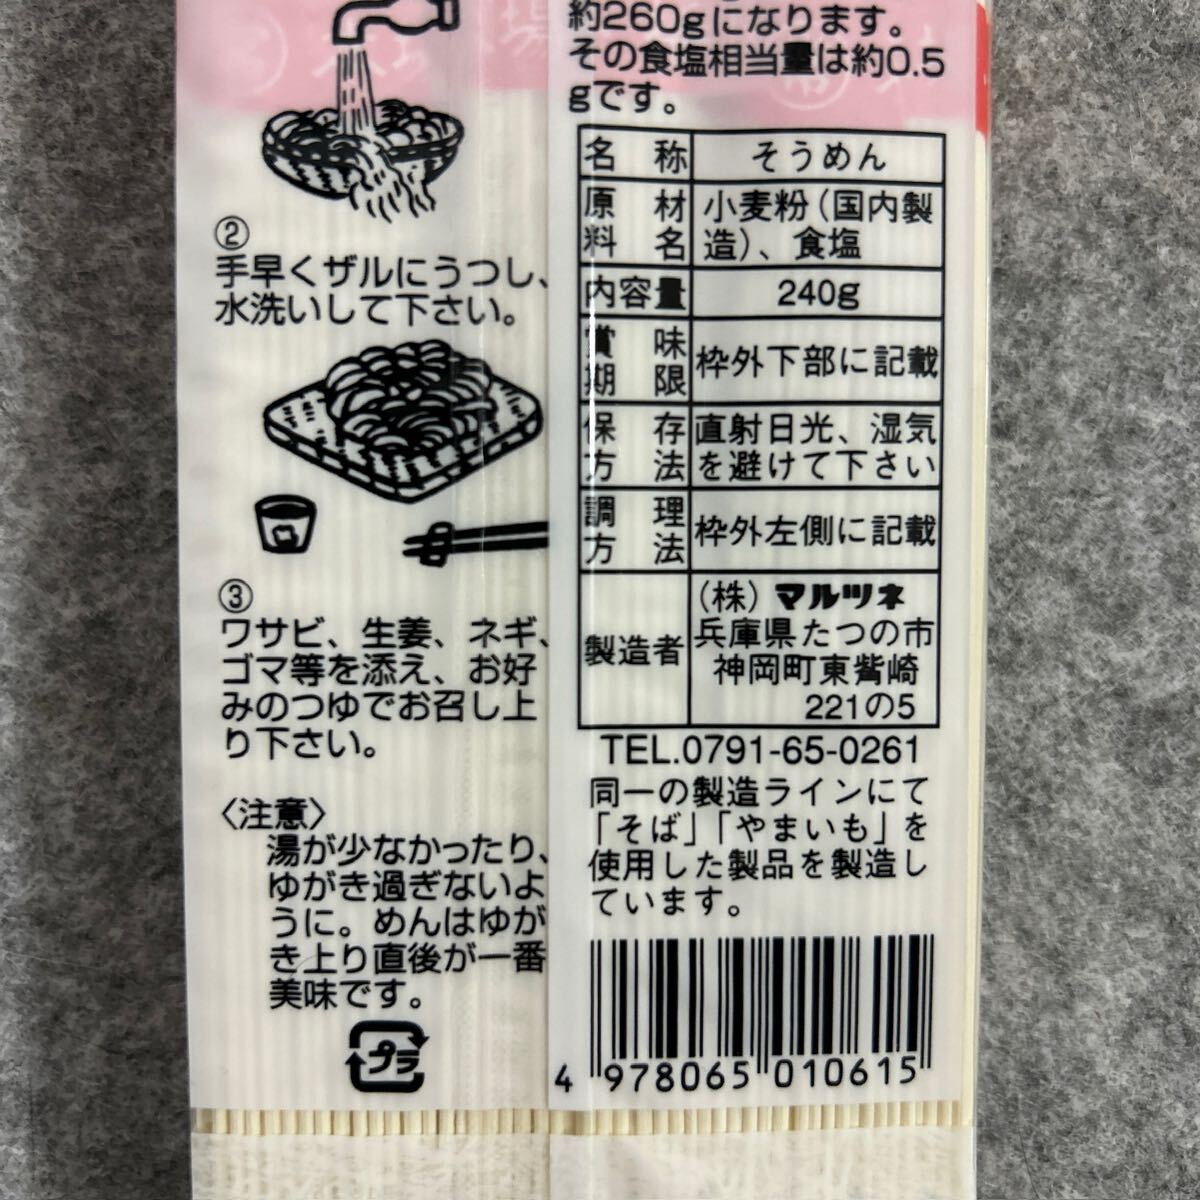 ②
手早くザルにうつし、
水洗いして下さい。
③
ワサビ、生姜、ネギ、
ゴマ等を添え、お好
みのつゆでお召し上
り下さい。
〈注意〉
湯が少なかったり、
ゆがき過ぎないよ
うに。めんはゆが
き上り直後が一番
美味です。
プラ
約260gになります。
その食塩相当量は約0.5
gです。
名称 そうめん
原材料名 小麦粉(国内製
造)、食塩
内容量 240g
賞味期限 枠外下部に記載
保存方法 直射日光、湿気
を避けて下さい
調理方法 枠外左側に記載
製造者 (株)マルツネ
兵庫県たつの市
神岡町東觜崎
221の5
TEL.0791-65-0261
同一の製造ラインにて
「そば」「やまいも」を
使用した製品を製造し
ています。
4 978065 010615